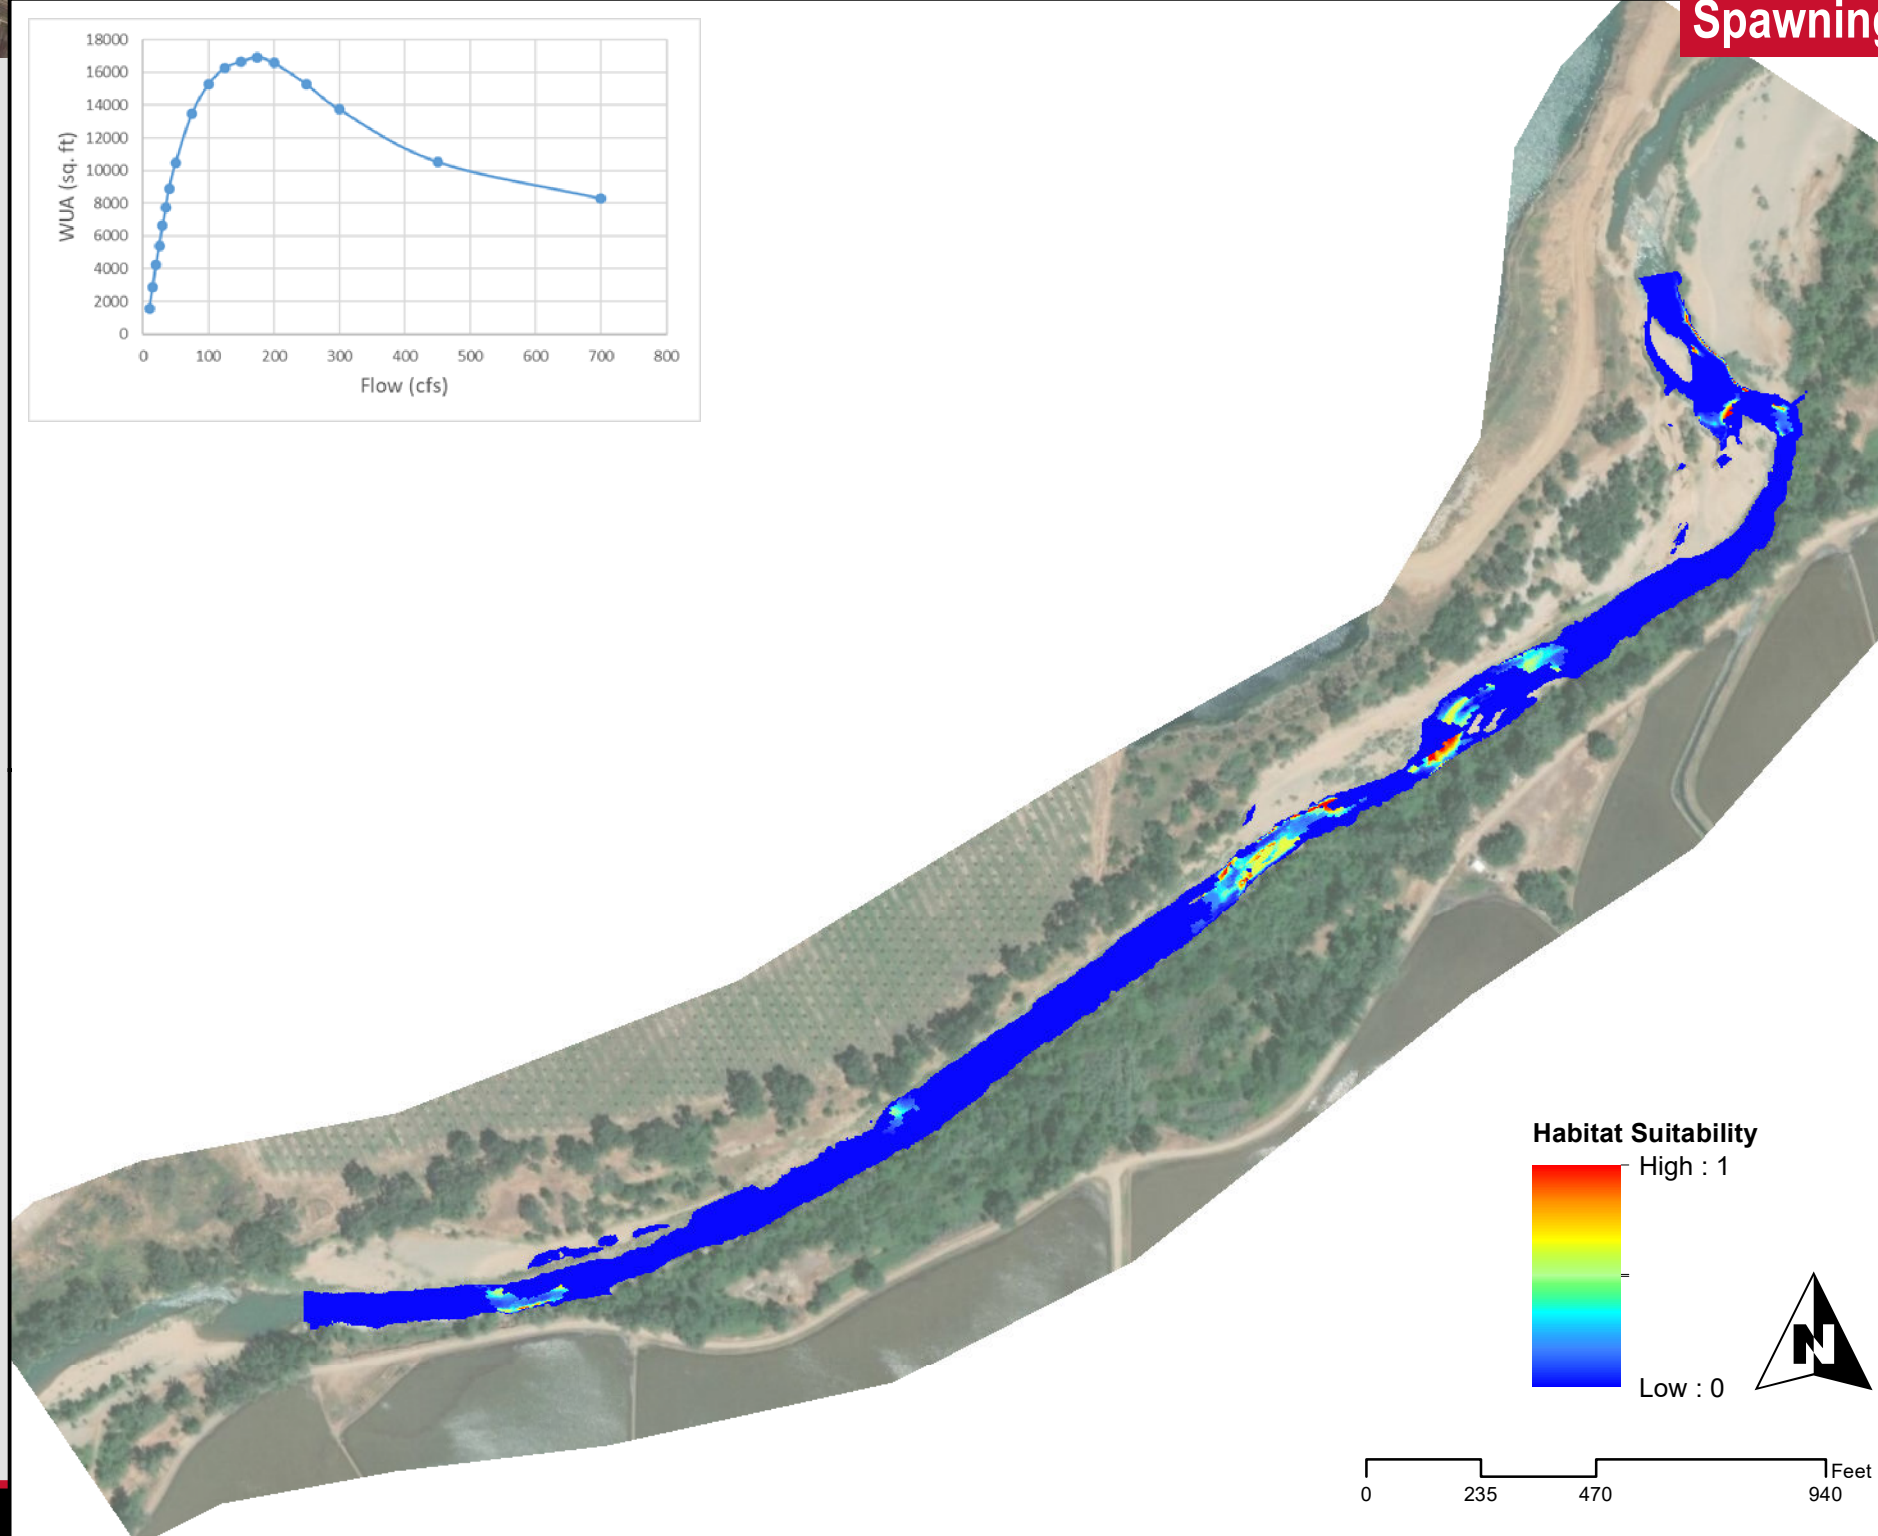 Spawning
18000
16000
14000
12000
10000
8000
6000
4000
2000
0
WUA (sq. ft)
0 100 200 300 400 500 600 700 800
Flow (cfs)
Habitat Suitability
High : 1
Low : 0
N
Feet
0 235 470 940